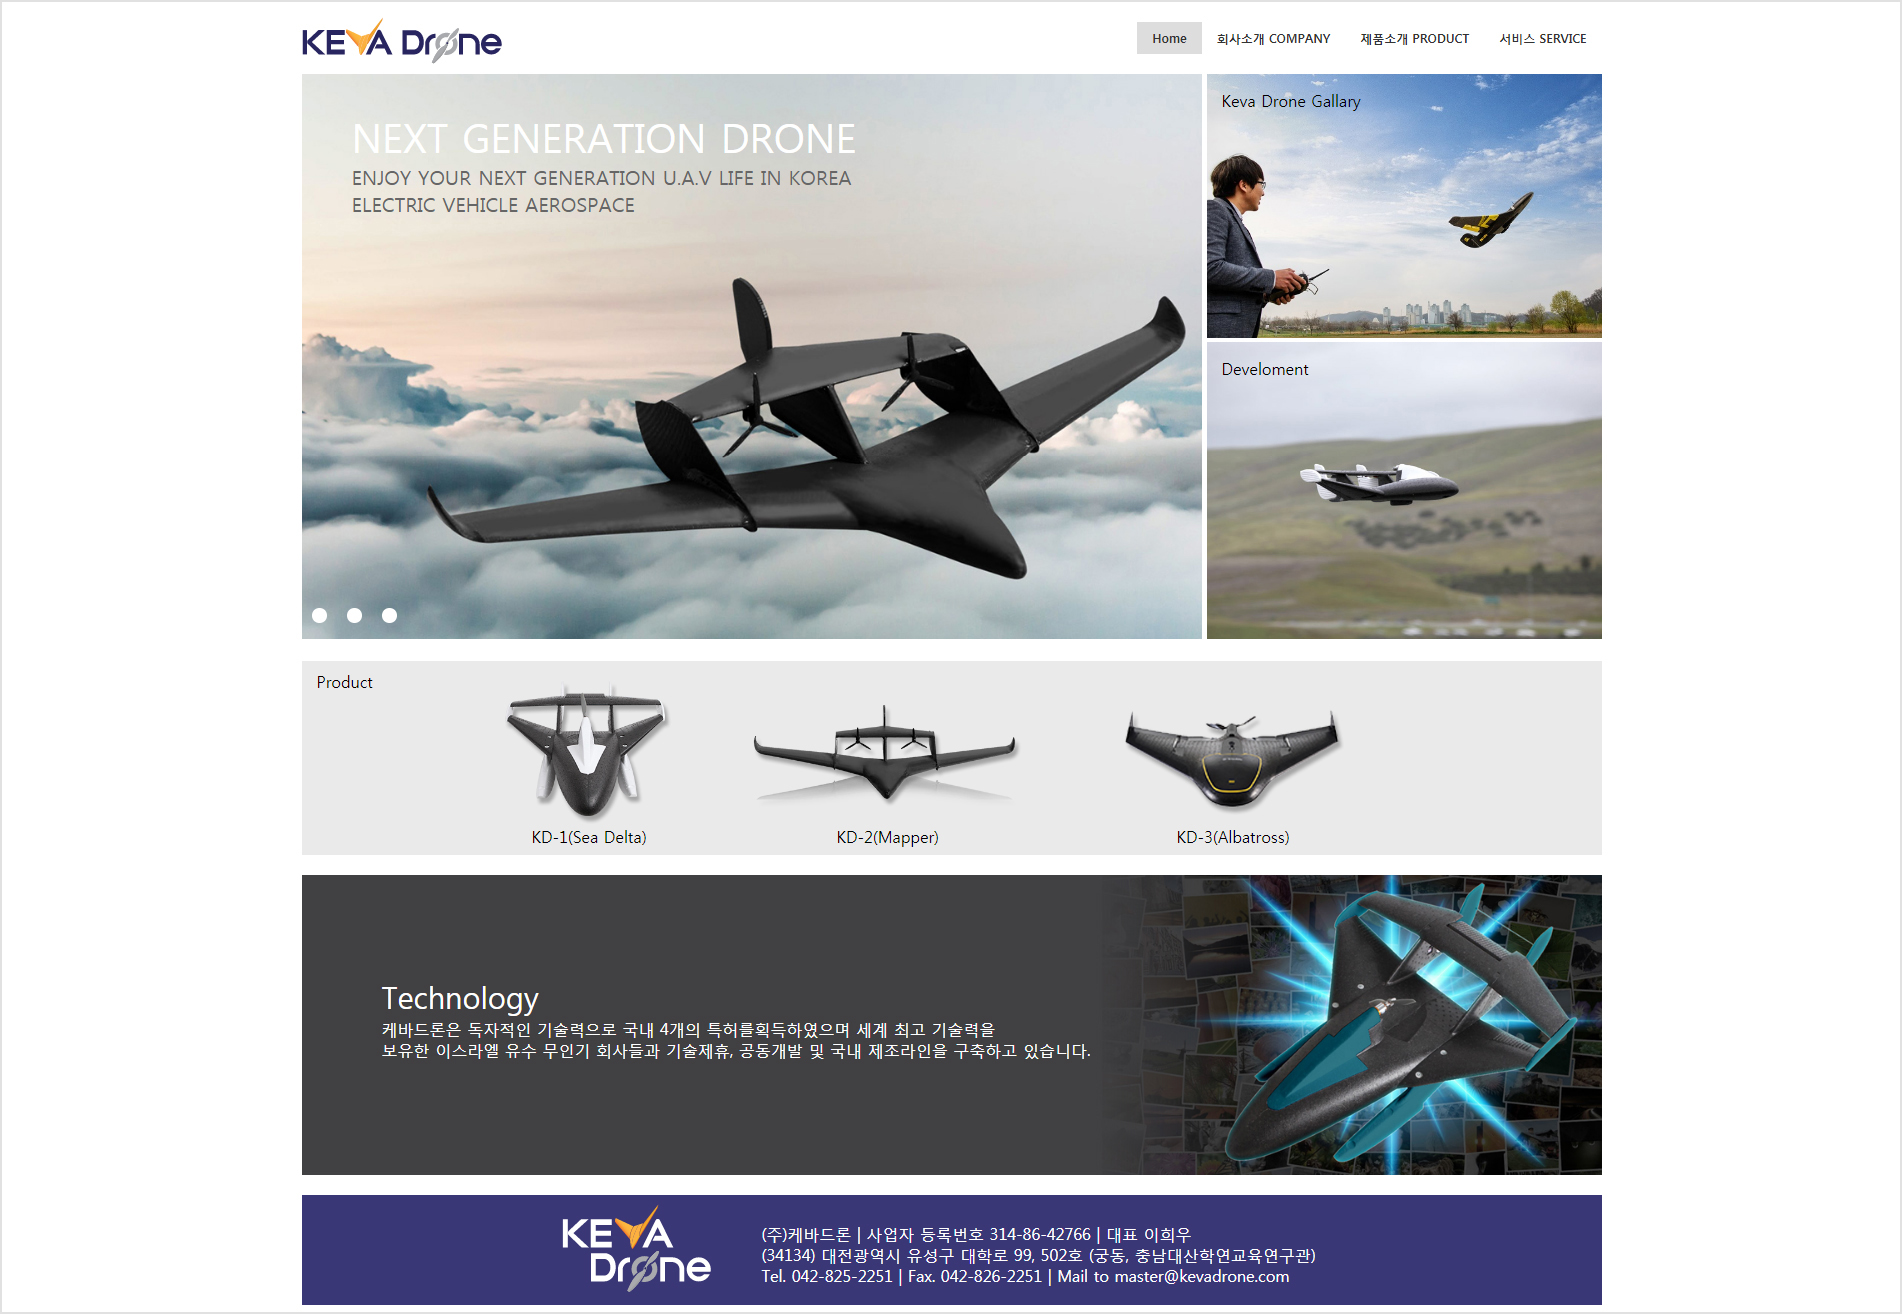 KEVA Drone
Home
회사소개 COMPANY
제품소개 PRODUCT
서비스 SERVICE
NEXT GENERATION DRONE
ENJOY YOUR NEXT GENERATION U.A.V LIFE IN KOREA
ELECTRIC VEHICLE AEROSPACE
Keva Drone Gallary
Develoment
Product
KD-1(Sea Delta)
KD-2(Mapper)
KD-3(Albatross)
Technology
케바드론은 독자적인 기술력으로 국내 4개의 특허를획득하였으며 세계 최고 기술력을
보유한 이스라엘 유수 무인기 회사들과 기술제휴, 공동개발 및 국내 제조라인을 구축하고 있습니다.
KEVA
Drone
(주)케바드론 | 사업자 등록번호 314-86-42766 | 대표 이희우
(34134) 대전광역시 유성구 대학로 99, 502호 (궁동, 충남대산학연교육연구관)
Tel. 042-825-2251 | Fax. 042-826-2251 | Mail to master@kevadrone.com